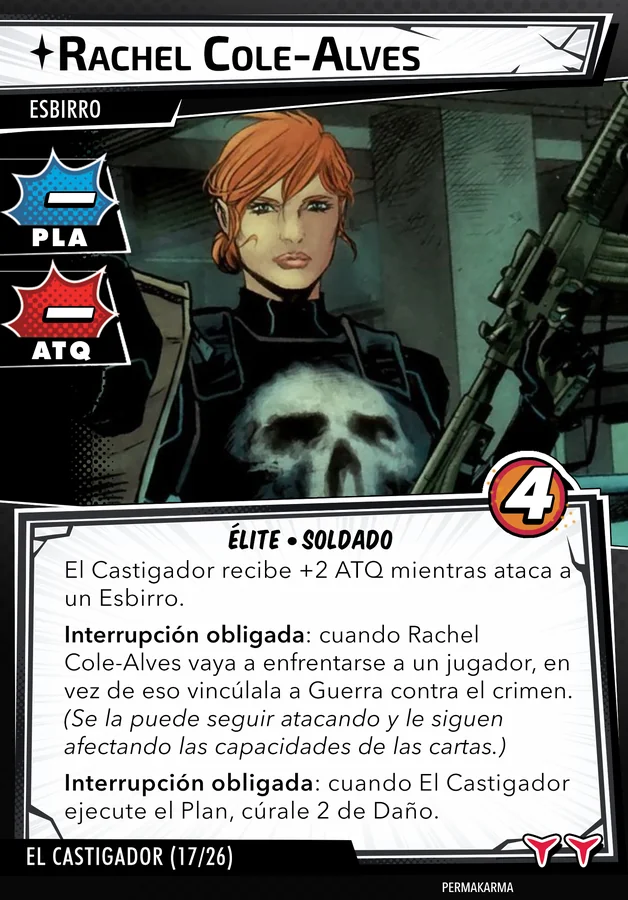 Rachel Cole-Alves
ESBIRRO
–
PLA
–
ATQ
4
ÉLITE • SOLDADO
El Castigador recibe +2 ATQ mientras ataca a
un Esbirro.
Interrupción obligada: cuando Rachel
Cole-Alves vaya a enfrentarse a un jugador, en
vez de eso vincúlala a Guerra contra el crimen.
(Se la puede seguir atacando y le siguen
afectando las capacidades de las cartas.)
Interrupción obligada: cuando El Castigador
ejecute el Plan, cúrale 2 de Daño.
EL CASTIGADOR (17/26)
PERMAKARMA